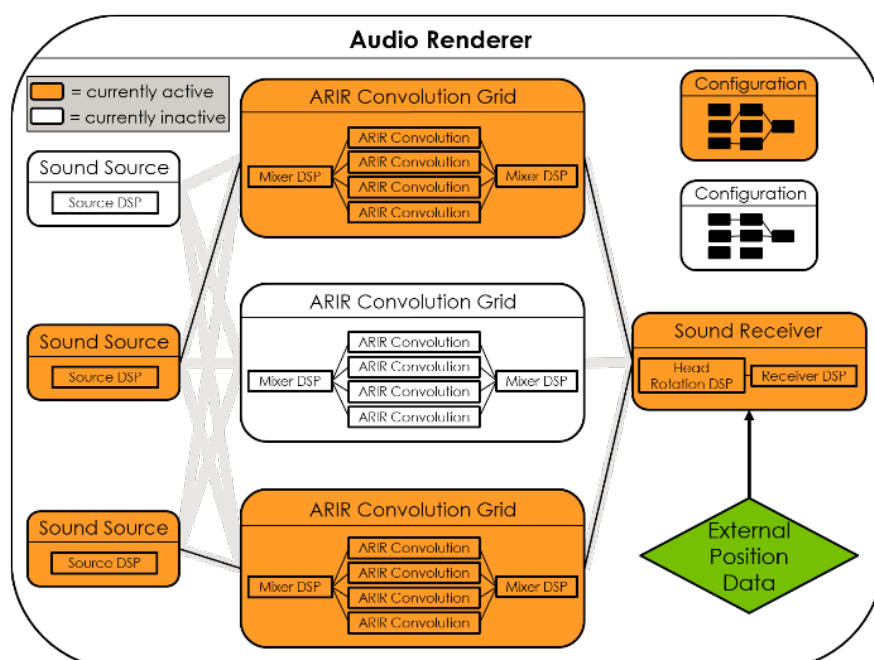 Audio Renderer
= currently active
= currently inactive
Sound Source
Source DSP
Sound Source
Source DSP
Sound Source
Source DSP
ARIR Convolution Grid
Mixer DSP
ARIR Convolution
ARIR Convolution
ARIR Convolution
ARIR Convolution
Mixer DSP
ARIR Convolution Grid
Mixer DSP
ARIR Convolution
ARIR Convolution
ARIR Convolution
ARIR Convolution
Mixer DSP
ARIR Convolution Grid
Mixer DSP
ARIR Convolution
ARIR Convolution
ARIR Convolution
ARIR Convolution
Mixer DSP
Configuration
Configuration
Sound Receiver
Head
Rotation DSP
Receiver DSP
External
Position
Data